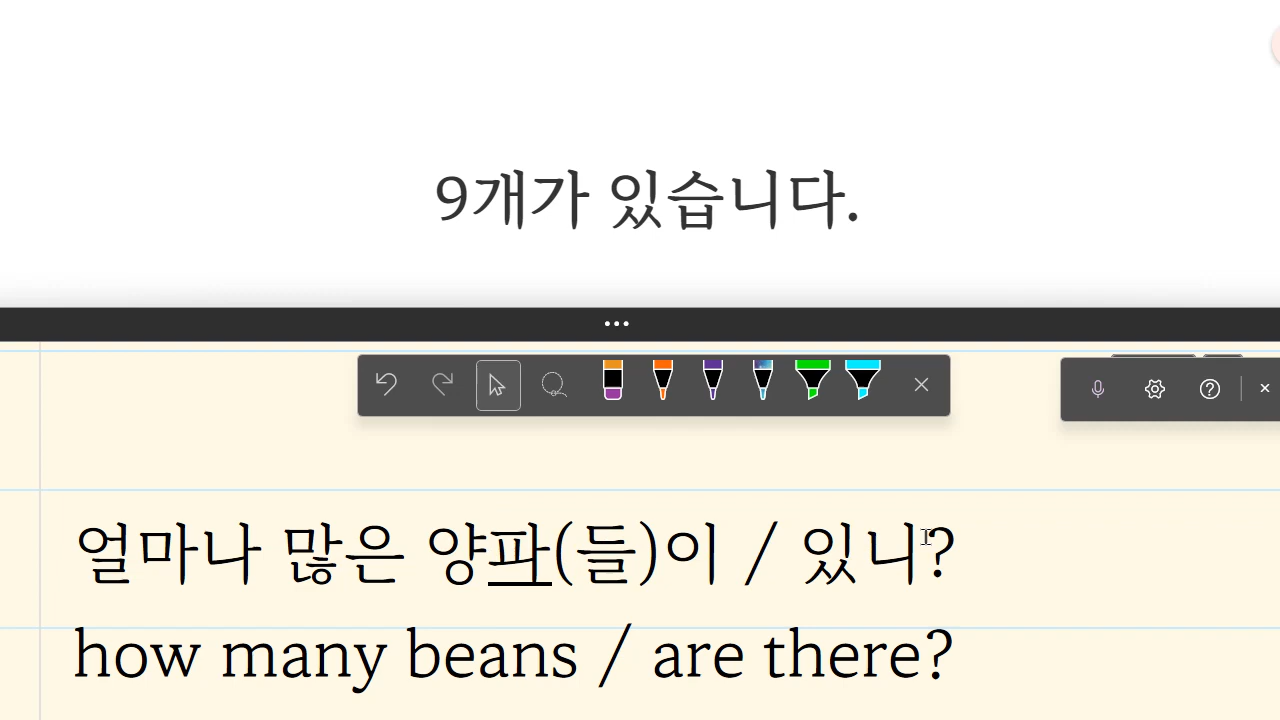 9개가 있습니다.
얼마나 많은 양파(들)이 / 있니?
how many beans / are there?